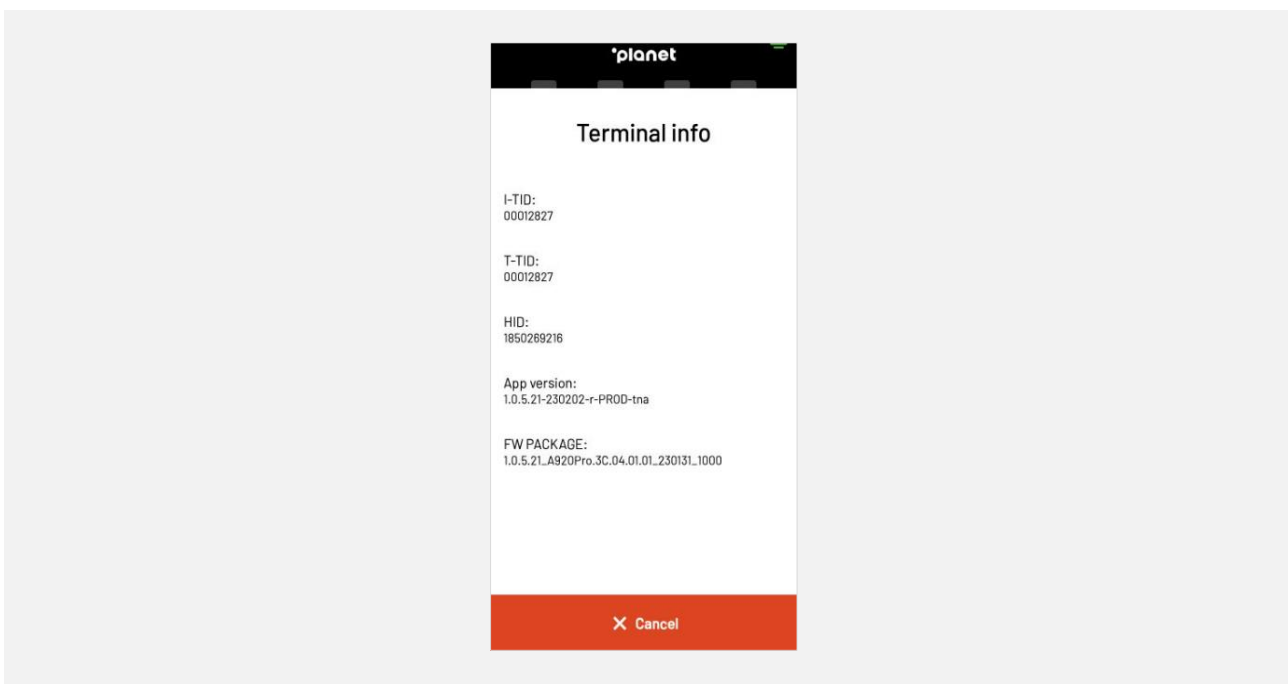 planet
Terminal info
I-TID:
00012827
T-TID:
00012827
HID:
1850269216
App version:
1.0.5.21-230202-r-PROD-tna
FW PACKAGE:
1.0.5.21_A920Pro.3C.04.01.01_230131_1000
Cancel